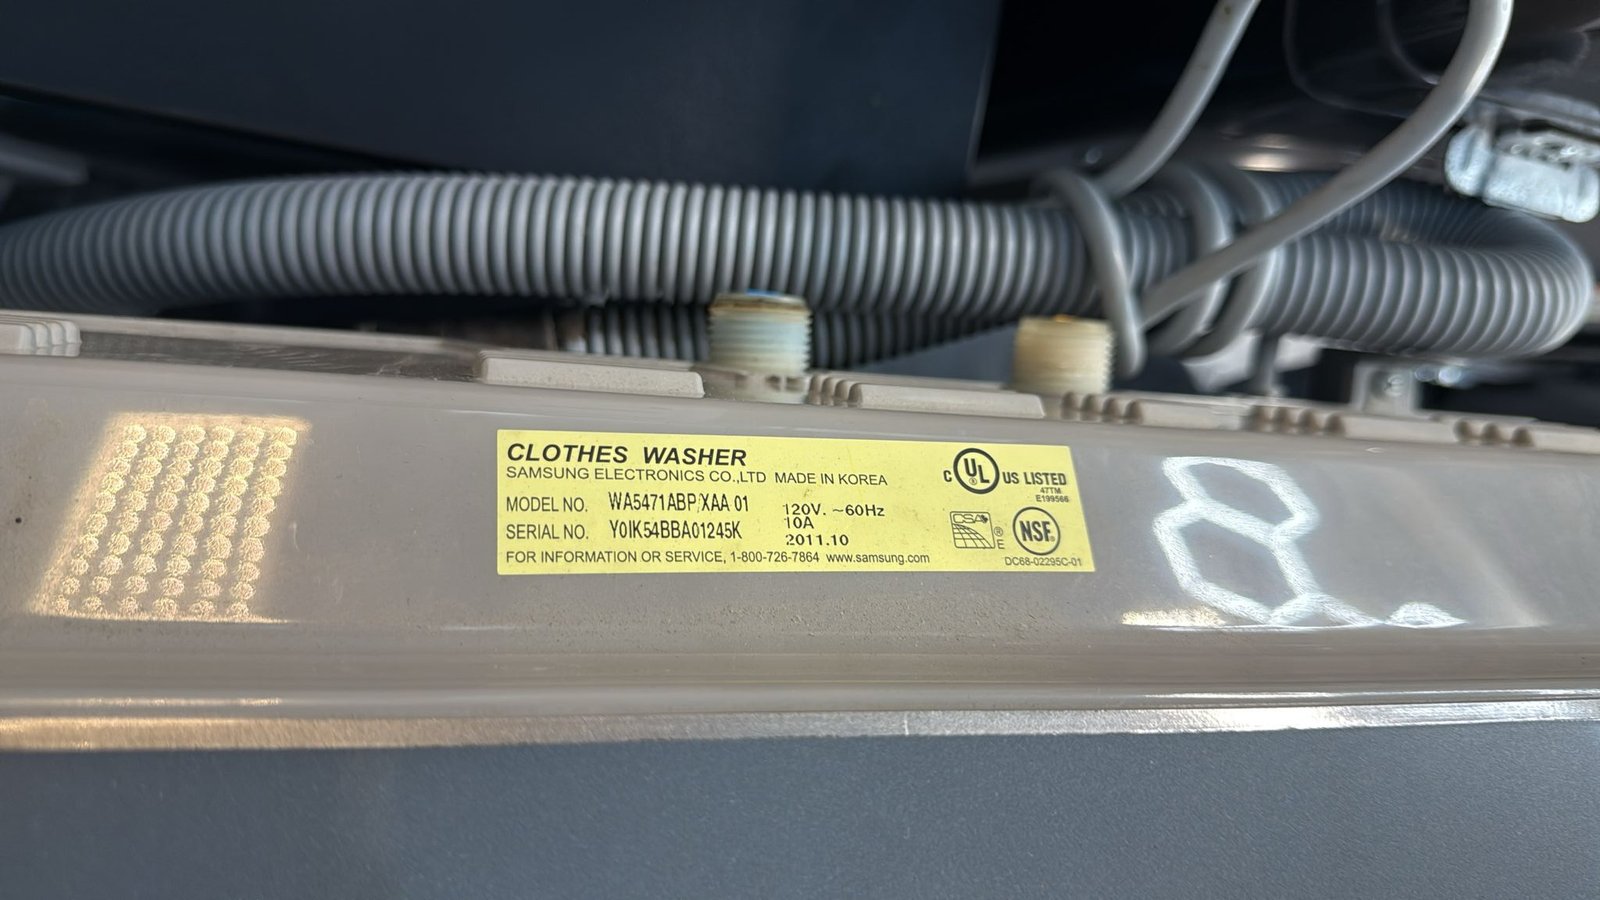 CLOTHES WASHER
SAMSUNG ELECTRONICS CO.,LTD MADE IN KOREA
MODEL NO. WA5471ABP/XAA 01
SERIAL NO. Y0IK54BBA01245K
120V. ~60Hz
10A
2011.10
FOR INFORMATION OR SERVICE, 1-800-726-7864 www.samsung.com
C UL ® US LISTED
47TM
E199566
CSA ® E
NSF.
DC68-02295C-01